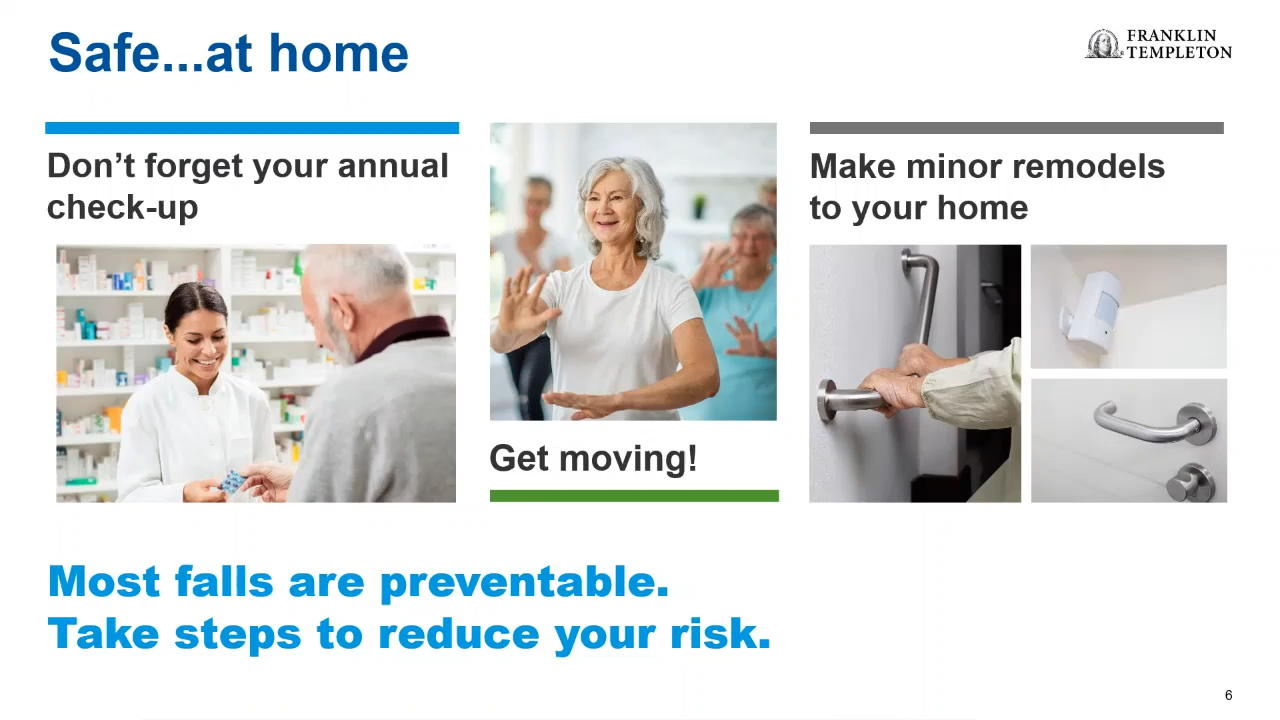 Safe...at home
FRANKLIN
TEMPLETON
Don’t forget your annual
check-up
Get moving!
Make minor remodels
to your home
Most falls are preventable.
Take steps to reduce your risk.
6